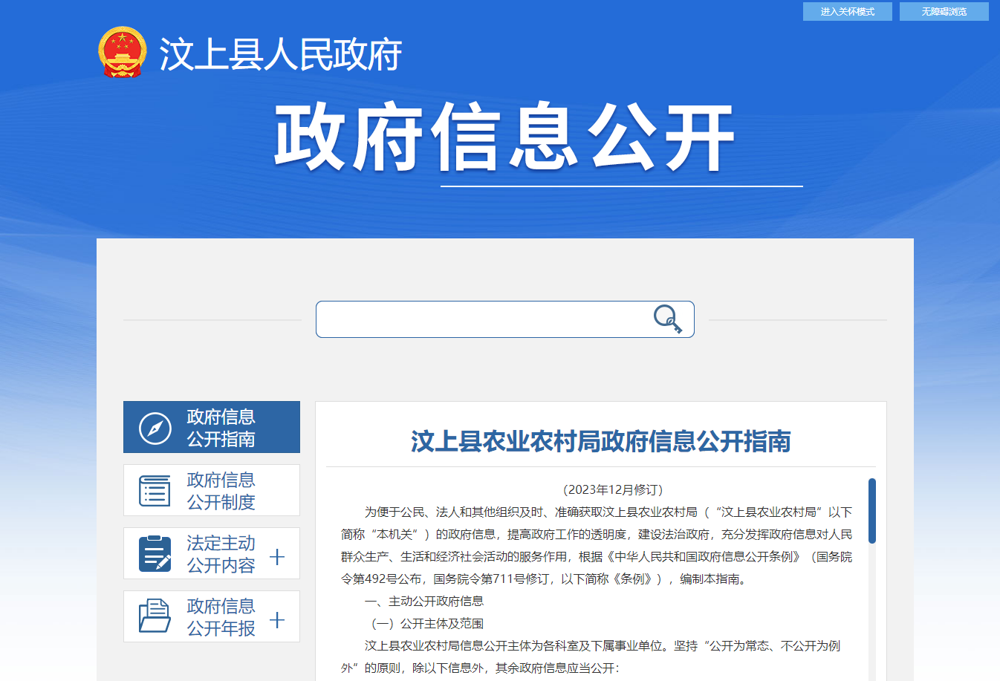 进入关怀模式
无障碍浏览
汶上县人民政府
政府信息公开
政府信息
公开指南
政府信息
公开制度
法定主动
公开内容
政府信息
公开年报
汶上县农业农村局政府信息公开指南
（2023年12月修订）
为便于公民、法人和其他组织及时、准确获取汶上县农业农村局（“汶上县农业农村局”以下
简称“本机关”）的政府信息，提高政府工作的透明度，建设法治政府，充分发挥政府信息对人民
群众生产、生活和经济社会活动的服务作用，根据《中华人民共和国政府信息公开条例》（国务院
令第492号公布，国务院令第711号修订，以下简称《条例》），编制本指南。
一、主动公开政府信息
（一）公开主体及范围
汶上县农业农村局信息公开主体为各科室及下属事业单位。坚持“公开为常态、不公开为例
外”的原则，除以下信息外，其余政府信息应当公开：